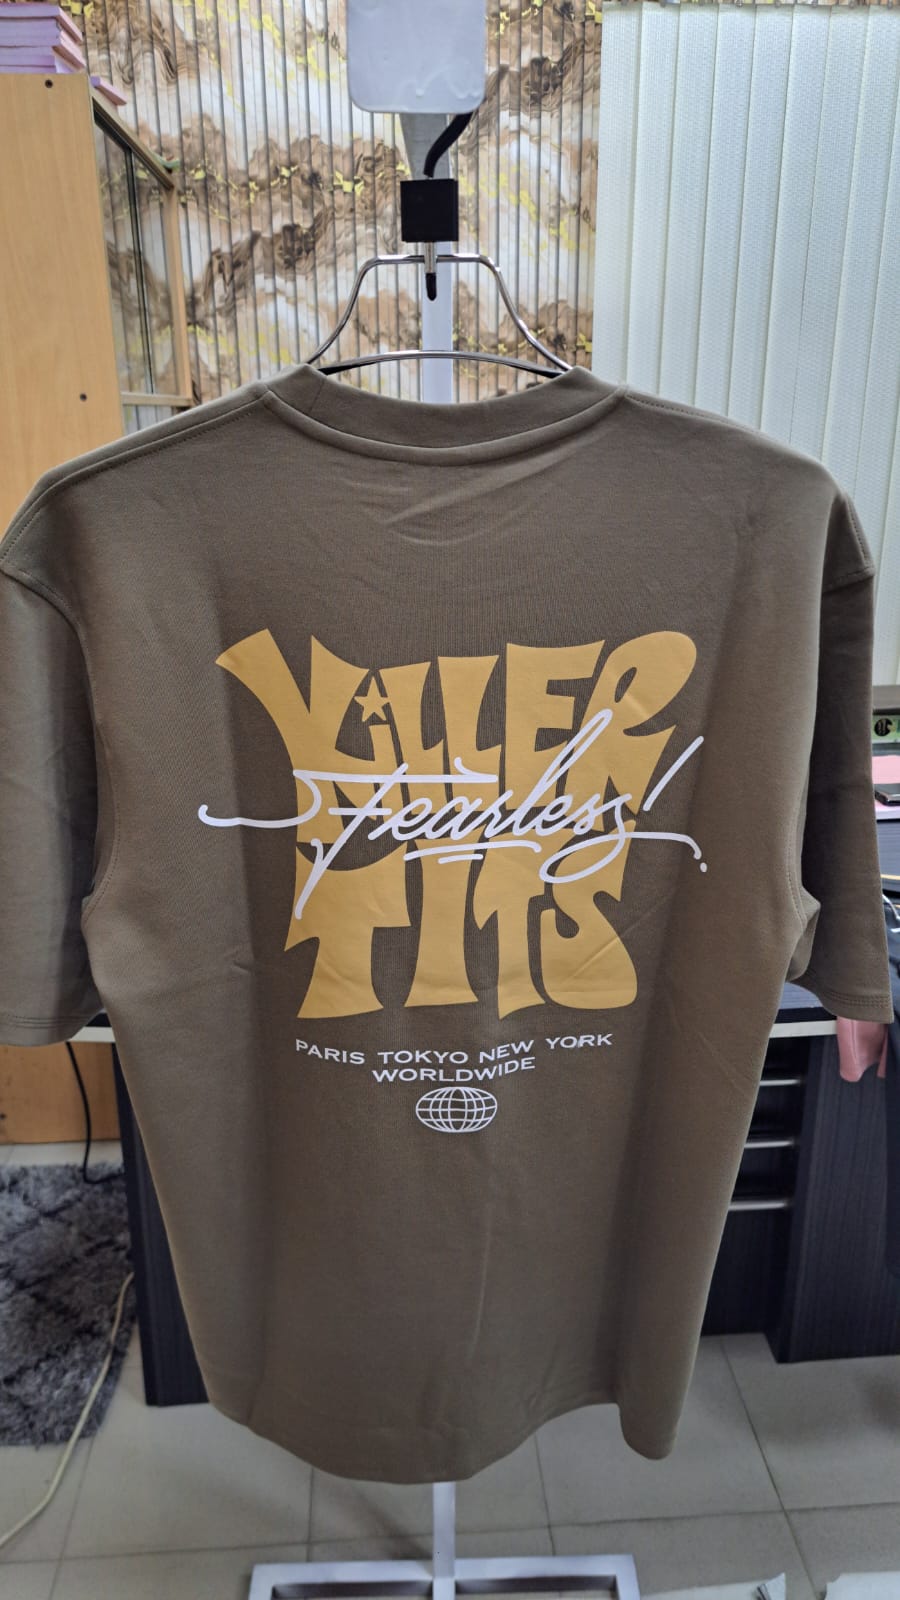 KILLER
Fearless!
FITS
PARIS TOKYO NEW YORK
WORLDWIDE